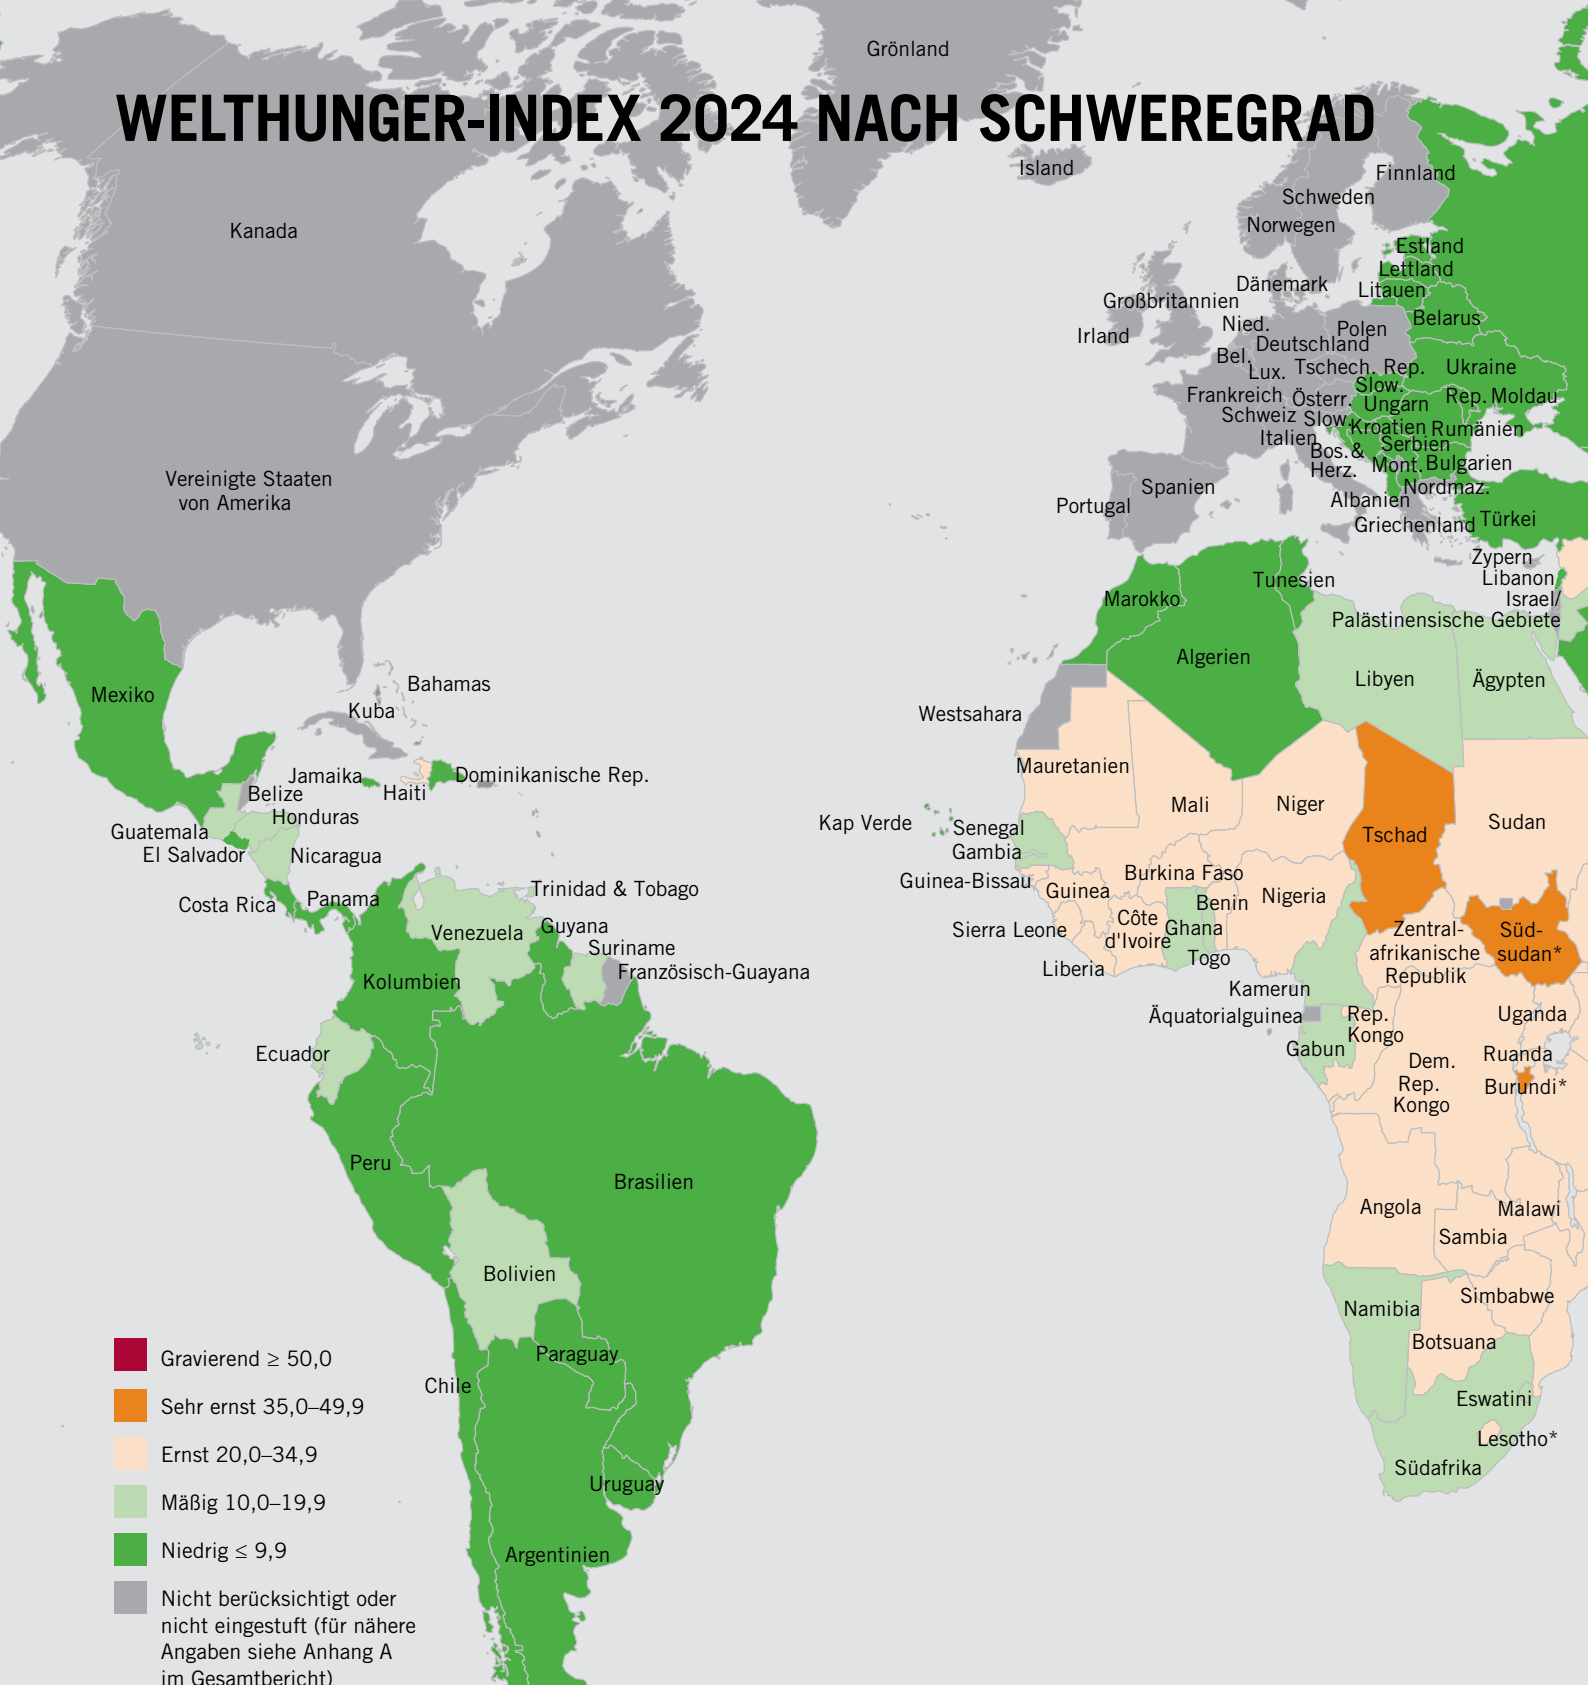 Grönland
WELTHUNGER-INDEX 2024 NACH SCHWEREGRAD
Island
Finnland
Schweden
Norwegen
Kanada
Estland
Lettland
Litauen
Dänemark
Großbritannien
Belarus
Nied.
Polen
Irland
Deutschland
Bel.
Lux.
Tschech. Rep.
Ukraine
Slow.
Frankreich
Österr.
Ungarn
Rep. Moldau
Schweiz
Slow.
Kroatien
Rumänien
Italien
Serbien
Bos.&
Herz.
Mont.
Bulgarien
Vereinigte Staaten
von Amerika
Spanien
Nordmaz.
Portugal
Albanien
Griechenland
Türkei
Zypern
Libanon
Israel/
Palästinensische Gebiete
Tunesien
Marokko
Algerien
Libyen
Ägypten
Mexiko
Bahamas
Kuba
Westsahara
Jamaika
Dominikanische Rep.
Belize
Haiti
Honduras
Guatemala
El Salvador
Nicaragua
Costa Rica
Panama
Trinidad & Tobago
Venezuela
Guyana
Suriname
Französisch-Guayana
Kolumbien
Mauretanien
Mali
Niger
Tschad
Sudan
Kap Verde
Senegal
Gambia
Guinea-Bissau
Guinea
Burkina Faso
Benin
Nigeria
Sierra Leone
Côte
d'Ivoire
Ghana
Togo
Liberia
Zentral-
afrikanische
Republik
Süd-
sudan*
Kamerun
Äquatorialguinea
Rep.
Kongo
Uganda
Gabun
Dem.
Rep.
Kongo
Ruanda
Burundi*
Ecuador
Peru
Brasilien
Angola
Malawi
Sambia
Bolivien
Namibia
Simbabwe
Botsuana
Paraguay
Chile
Eswatini
Lesotho*
Südafrika
Uruguay
Argentinien
Gravierend ≥ 50,0
Sehr ernst 35,0–49,9
Ernst 20,0–34,9
Mäßig 10,0–19,9
Niedrig ≤ 9,9
Nicht berücksichtigt oder
nicht eingestuft (für nähere
Angaben siehe Anhang A
im Gesamtbericht)